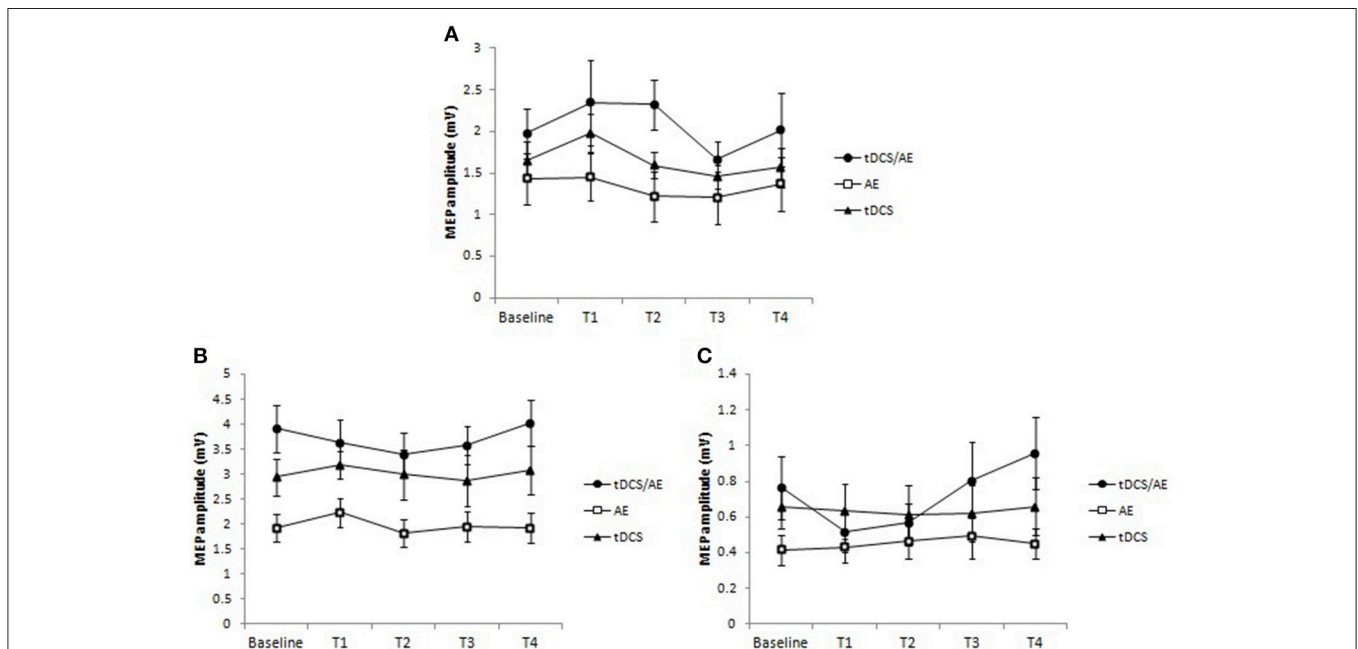 A
MEP amplitude (mV)
3
2.5
2
1.5
1
0.5
0
Baseline T1 T2 T3 T4
tDCS/AE
AE
tDCS
B
MEP amplitude (mV)
5
4.5
4
3.5
3
2.5
2
1.5
1
0.5
0
Baseline T1 T2 T3 T4
tDCS/AE
AE
tDCS
C
MEP amplitude (mV)
1.4
1.2
1
0.8
0.6
0.4
0.2
0
Baseline T1 T2 T3 T4
tDCS/AE
AE
tDCS